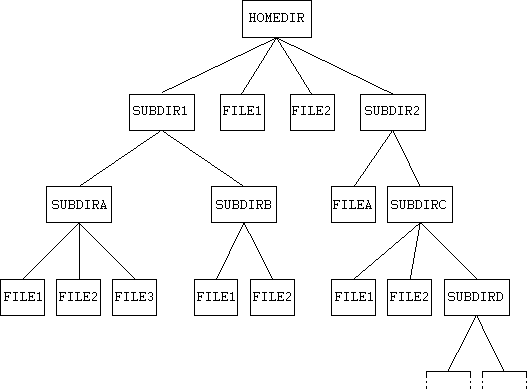 HOMEDIR
SUBDIR1 FILE1 FILE2 SUBDIR2
SUBDIRA SUBDIRB FILEA SUBDIRC
FILE1 FILE2 FILE3 FILE1 FILE2 FILE1 FILE2 SUBDIRD